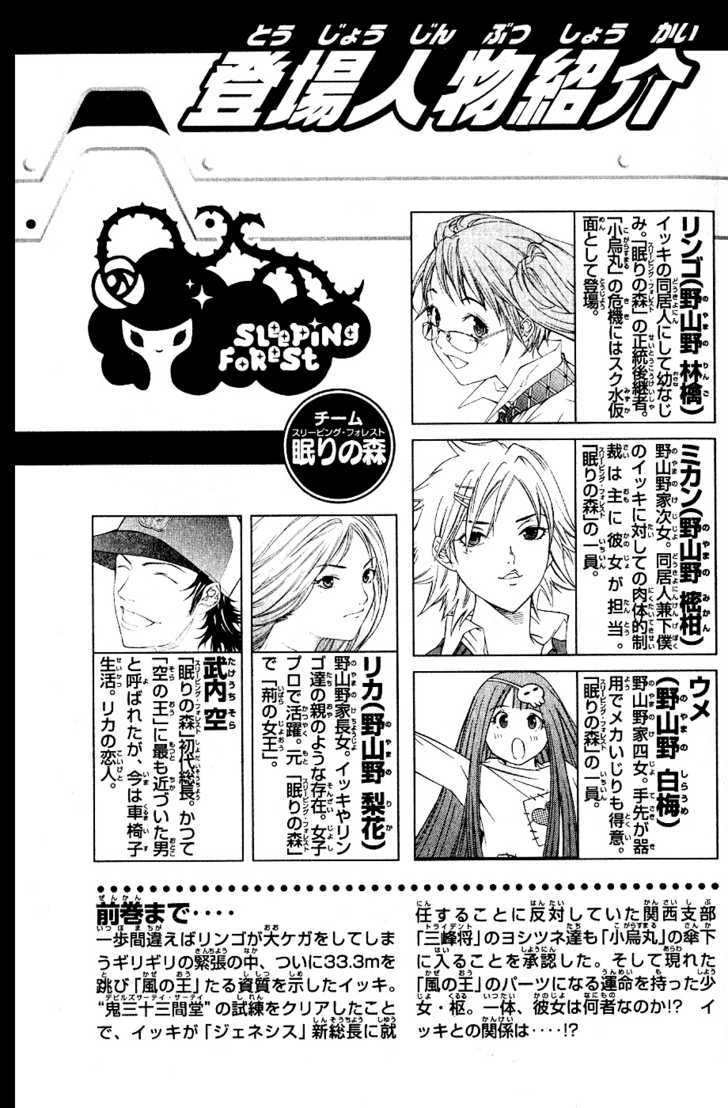 とうじょうじんぶつしょうかい
登場人物紹介
SLeePiNG
FoReSt
チーム
スリーピング・フォレスト
眠りの森
リンゴ(野山野 林檎)
イッキの同居人にして幼なじ
み。「眠りの森」の正統後継者。
「小烏丸」の危機にはスク水仮
面として登場。
ミカン(野山野 蜜柑)
野山野家次女。同居人兼下僕
のイッキに対しての肉体的制
裁は主に彼女が担当。
「眠りの森」の一員。
ウメ
(野山野 白梅)
野山野家四女。手先が器
用でメカいじりも得意。
「眠りの森」の一員。
リカ(野山野 梨花)
野山野家長女。イッキやリン
ゴ達の親のような存在。女子
プロで活躍。元「眠りの森」
で「荊の女王」。
武内 空
「眠りの森」初代総長。かつて
「空の王」に最も近づいた男
と呼ばれたが、今は車椅子
生活。リカの恋人。
前巻まで‥‥
一歩間違えばリンゴが大ケガをしてしま
うギリギリの緊張の中、ついに33.3mを
跳び「風の王」たる資質を示したイッキ。
“鬼三十三間堂”の試練をクリアしたこと
で、イッキが「ジェネシス」新総長に就
任することに反対していた関西支部
「三峰将」のヨシツネ達も「小烏丸」の傘下
に入ることを承認した。そして現れた
「風の王」のパーツになる運命を持った少
女・枢。一体、彼女は何者なのか!? イ
ッキとの関係は‥‥!?